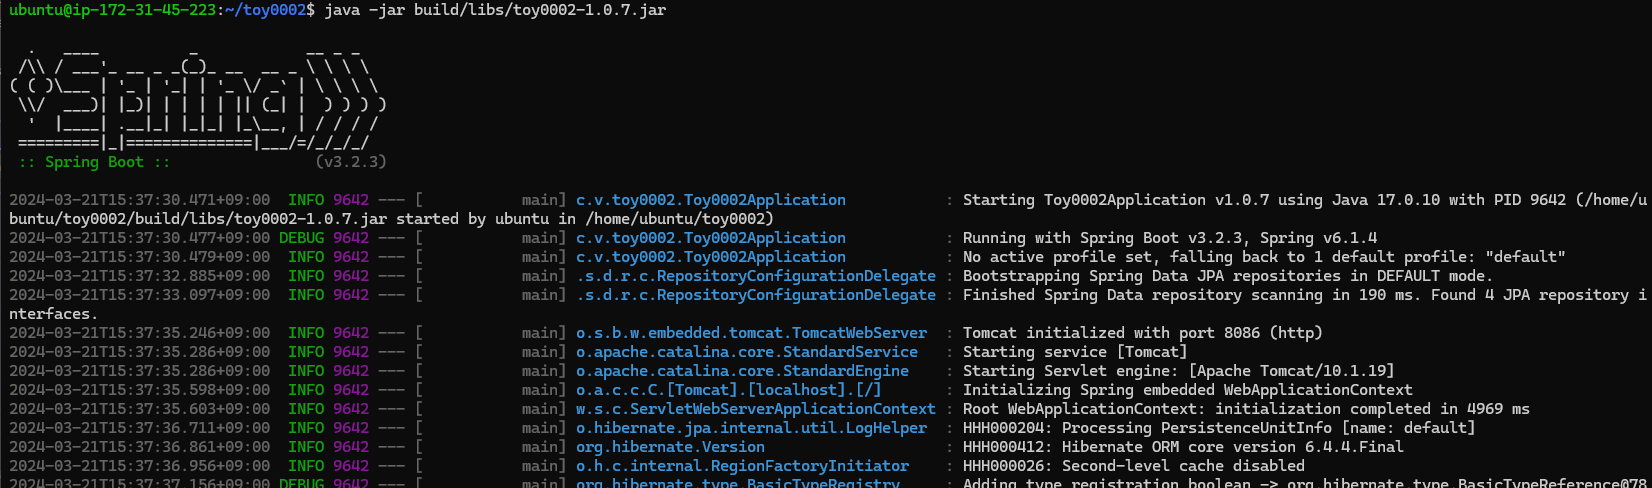 ubuntu@ip-172-31-45-223:~/toy0002$ java -jar build/libs/toy0002-1.0.7.jar
  .   ____          _            __ _ _
 /\\ / ___'_ __ _ _(_)_ __  __ _ \ \ \ \
( ( )\___ | '_ | '_| | '_ \/ _` | \ \ \ \
 \\/  ___)| |_)| | | | | || (_| |  ) ) ) )
  '  |____| .__|_| |_|_| |_\__, | / / / /
 =========|_|==============|___/=/_/_/_/
 :: Spring Boot ::                (v3.2.3)
2024-03-21T15:37:30.471+09:00  INFO 9642 --- [           main] c.v.toy0002.Toy0002Application           : Starting Toy0002Application v1.0.7 using Java 17.0.10 with PID 9642 (/home/u
buntu/toy0002/build/libs/toy0002-1.0.7.jar started by ubuntu in /home/ubuntu/toy0002)
2024-03-21T15:37:30.477+09:00 DEBUG 9642 --- [           main] c.v.toy0002.Toy0002Application           : Running with Spring Boot v3.2.3, Spring v6.1.4
2024-03-21T15:37:30.479+09:00  INFO 9642 --- [           main] c.v.toy0002.Toy0002Application           : No active profile set, falling back to 1 default profile: "default"
2024-03-21T15:37:32.885+09:00  INFO 9642 --- [           main] .s.d.r.c.RepositoryConfigurationDelegate : Bootstrapping Spring Data JPA repositories in DEFAULT mode.
2024-03-21T15:37:33.097+09:00  INFO 9642 --- [           main] .s.d.r.c.RepositoryConfigurationDelegate : Finished Spring Data repository scanning in 190 ms. Found 4 JPA repository i
nterfaces.
2024-03-21T15:37:35.246+09:00  INFO 9642 --- [           main] o.s.b.w.embedded.tomcat.TomcatWebServer  : Tomcat initialized with port 8086 (http)
2024-03-21T15:37:35.286+09:00  INFO 9642 --- [           main] o.apache.catalina.core.StandardService   : Starting service [Tomcat]
2024-03-21T15:37:35.286+09:00  INFO 9642 --- [           main] o.apache.catalina.core.StandardEngine    : Starting Servlet engine: [Apache Tomcat/10.1.19]
2024-03-21T15:37:35.598+09:00  INFO 9642 --- [           main] o.a.c.c.C.[Tomcat].[localhost].[/]       : Initializing Spring embedded WebApplicationContext
2024-03-21T15:37:35.603+09:00  INFO 9642 --- [           main] w.s.c.ServletWebServerApplicationContext : Root WebApplicationContext: initialization completed in 4969 ms
2024-03-21T15:37:36.711+09:00  INFO 9642 --- [           main] o.hibernate.jpa.internal.util.LogHelper  : HHH000204: Processing PersistenceUnitInfo [name: default]
2024-03-21T15:37:36.861+09:00  INFO 9642 --- [           main] org.hibernate.Version                    : HHH000412: Hibernate ORM core version 6.4.4.Final
2024-03-21T15:37:36.956+09:00  INFO 9642 --- [           main] o.h.c.internal.RegionFactoryInitiator    : HHH000026: Second-level cache disabled
2024-03-21T15:37:37.156+09:00 DEBUG 9642 --- [           main] org.hibernate.type.BasicTypeRegistry     : Adding type registration boolean -> org.hibernate.type.BasicTypeReference@78